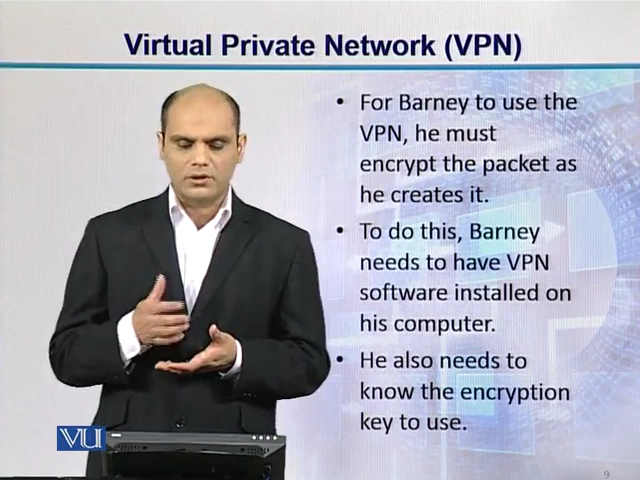 Virtual Private Network (VPN)
• For Barney to use the
VPN, he must
encrypt the packet as
he creates it.
• To do this, Barney
needs to have VPN
software installed on
his computer.
• He also needs to
know the encryption
key to use.
VU
9